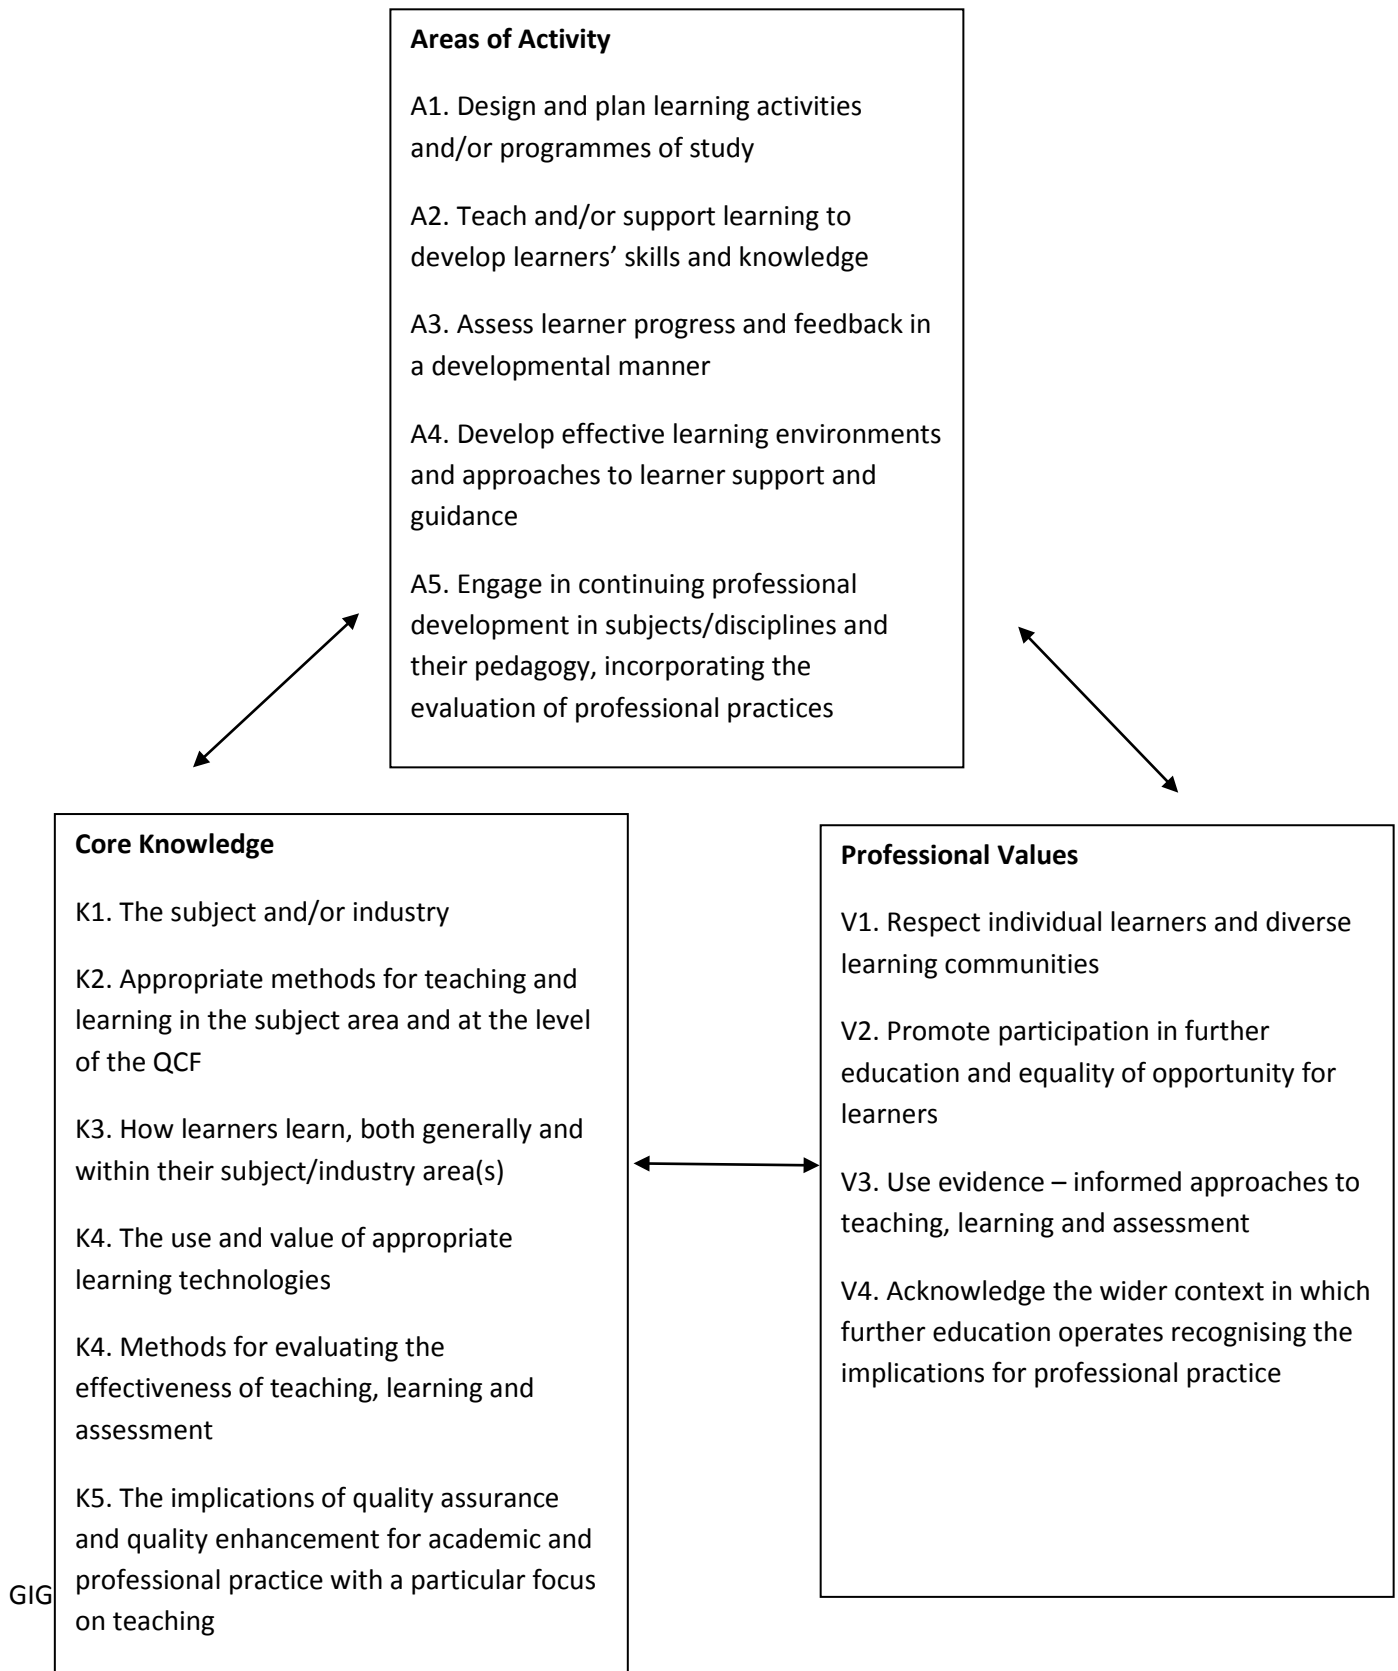 Areas of Activity
A1. Design and plan learning activities
and/or programmes of study
A2. Teach and/or support learning to
develop learners’ skills and knowledge
A3. Assess learner progress and feedback in
a developmental manner
A4. Develop effective learning environments
and approaches to learner support and
guidance
A5. Engage in continuing professional
development in subjects/disciplines and
their pedagogy, incorporating the
evaluation of professional practices
Core Knowledge
K1. The subject and/or industry
K2. Appropriate methods for teaching and
learning in the subject area and at the level
of the QCF
K3. How learners learn, both generally and
within their subject/industry area(s)
K4. The use and value of appropriate
learning technologies
K4. Methods for evaluating the
effectiveness of teaching, learning and
assessment
K5. The implications of quality assurance
and quality enhancement for academic and
professional practice with a particular focus
on teaching
Professional Values
V1. Respect individual learners and diverse
learning communities
V2. Promote participation in further
education and equality of opportunity for
learners
V3. Use evidence – informed approaches to
teaching, learning and assessment
V4. Acknowledge the wider context in which
further education operates recognising the
implications for professional practice
GIG